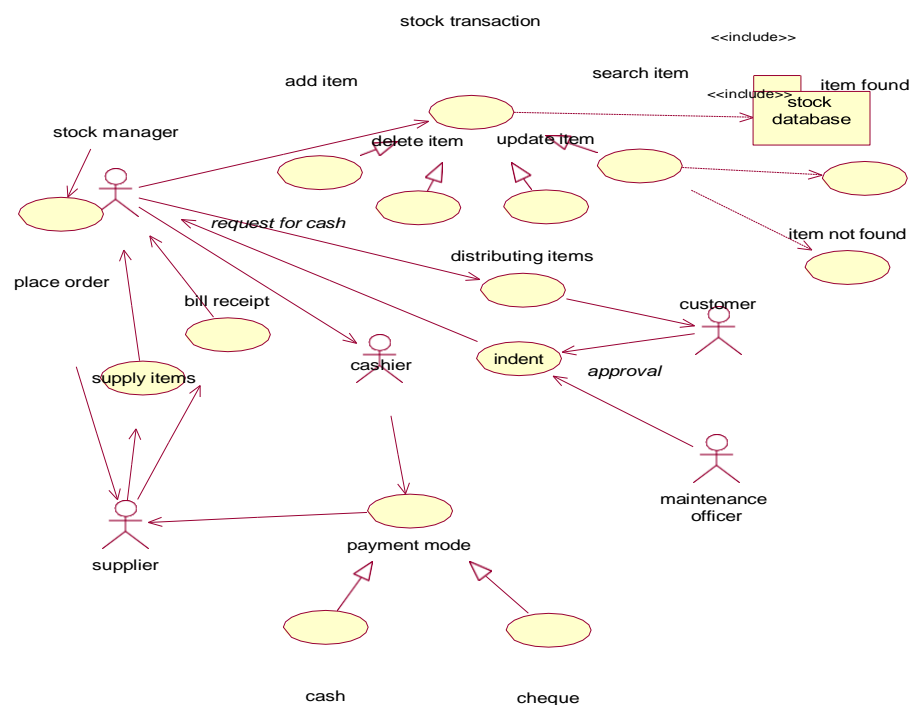 stock transaction
<<include>>
search item
add item
item found
<<include>>
stock
database
stock manager
delete item
update item
request for cash
item not found
distributing items
place order
bill receipt
customer
indent
cashier
approval
supply items
maintenance
officer
payment mode
supplier
cash
cheque